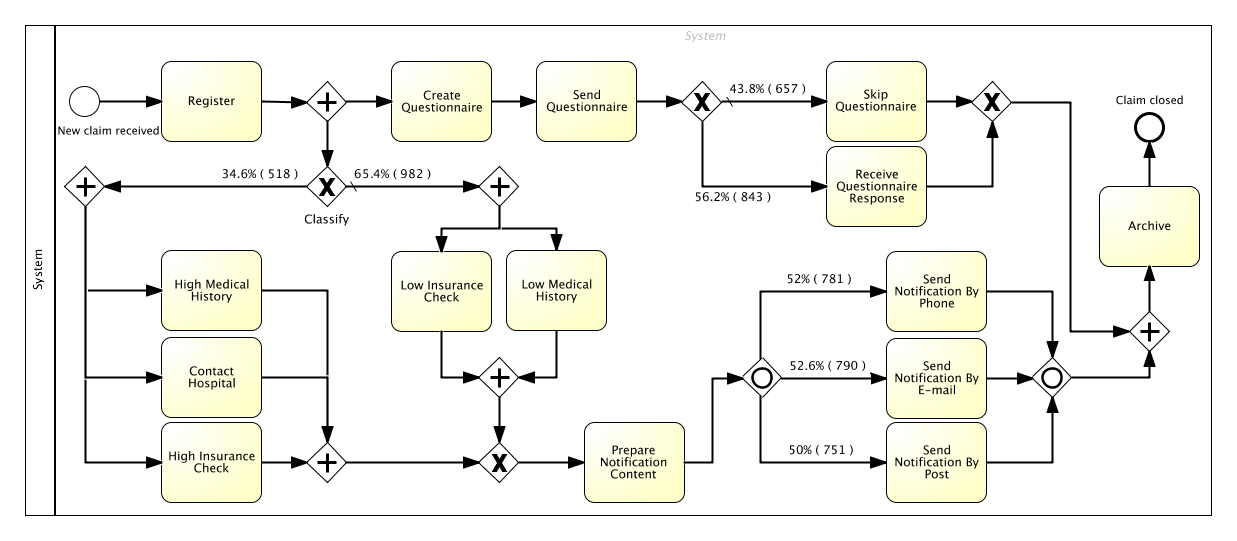 System
System
Register
New claim received
Create
Questionnaire
Send
Questionnaire
43.8% ( 657 )
Skip
Questionnaire
Claim closed
34.6% ( 518 )
65.4% ( 982 )
Classify
56.2% ( 843 )
Receive
Questionnaire
Response
Archive
High Medical
History
Low Insurance
Check
Low Medical
History
52% ( 781 )
Send
Notification By
Phone
Contact
Hospital
52.6% ( 790 )
Send
Notification By
E-mail
High Insurance
Check
Prepare
Notification
Content
50% ( 751 )
Send
Notification By
Post